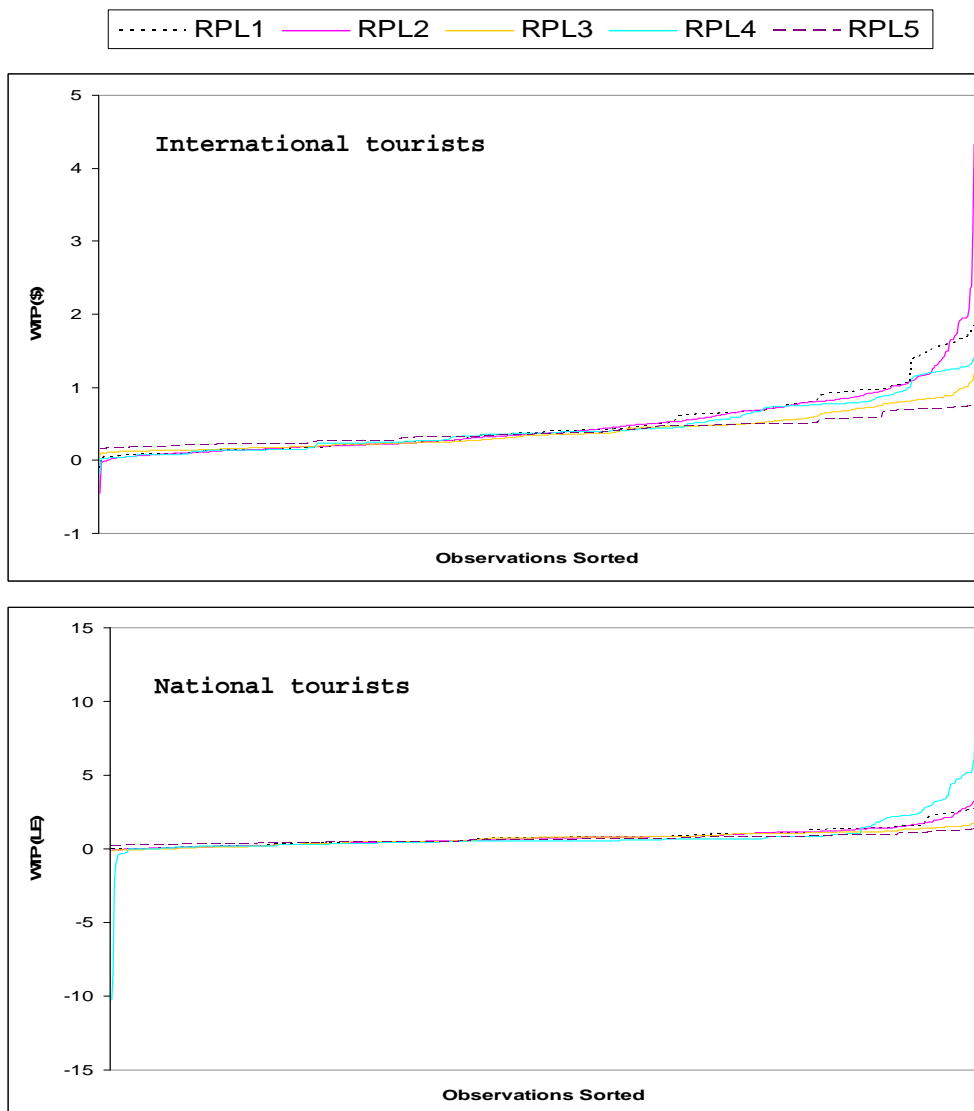 RPL1 RPL2 RPL3 RPL4 RPL5
5
International tourists
4
3
WTP($)
2
1
0
-1
Observations Sorted
15
National tourists
10
5
WTP(LE)
0
-5
-10
-15
Observations Sorted